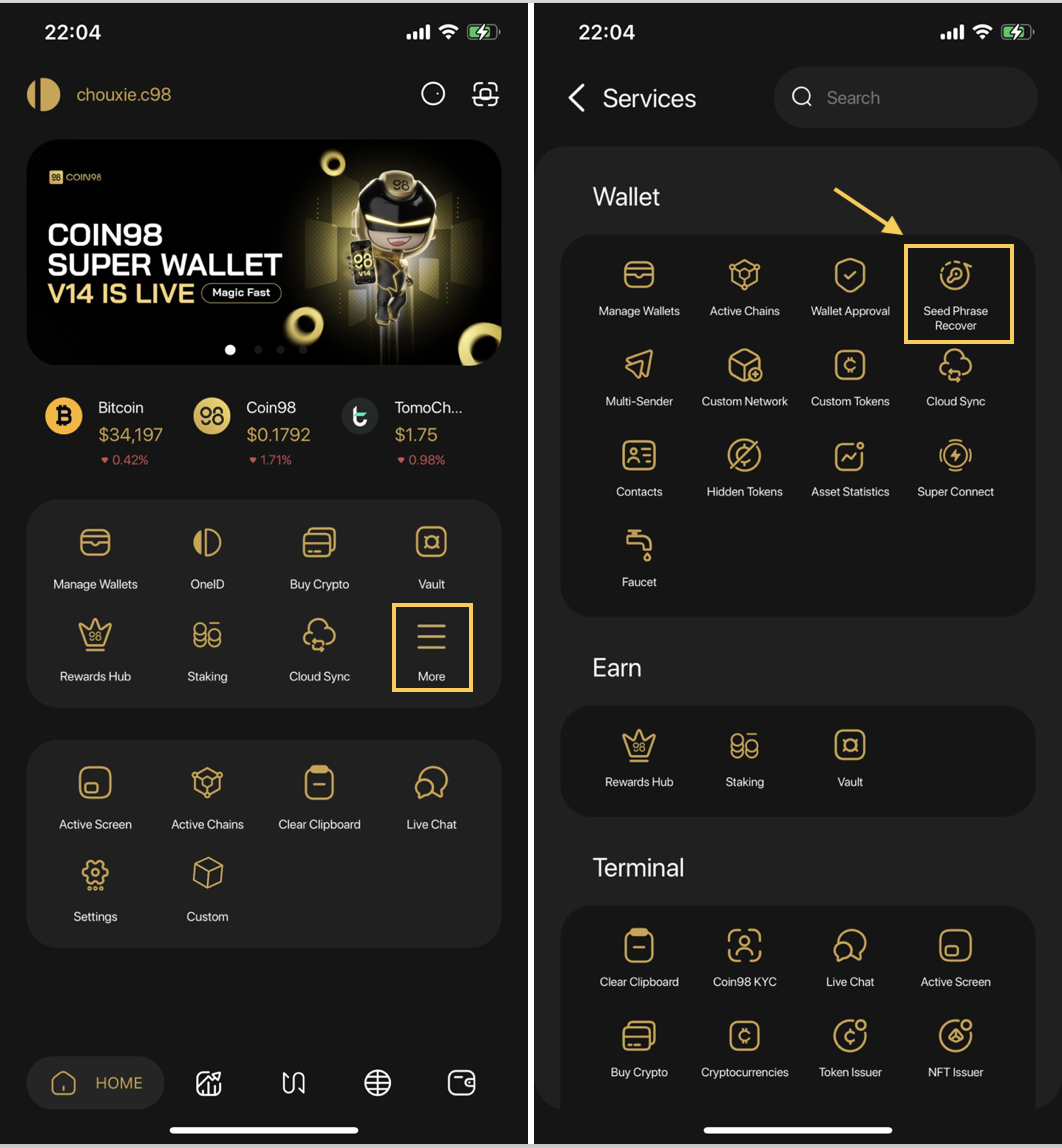 22:04
chouxie.c98
98 COIN98
COIN98
SUPER WALLET
V14 IS LIVE Magic Fast
98
98
V14
Bitcoin
$34,197
0.42%
Coin98
$0.1792
1.71%
TomoCh...
$1.75
0.98%
Manage Wallets
OneID
Buy Crypto
Vault
Rewards Hub
Staking
Cloud Sync
More
Active Screen
Active Chains
Clear Clipboard
Live Chat
Settings
Custom
HOME
22:04
Services
Search
Wallet
Manage Wallets
Active Chains
Wallet Approval
Seed Phrase
Recover
Multi-Sender
Custom Network
Custom Tokens
Cloud Sync
Contacts
Hidden Tokens
Asset Statistics
Super Connect
Faucet
Earn
Rewards Hub
Staking
Vault
Terminal
Clear Clipboard
Coin98 KYC
Live Chat
Active Screen
Buy Crypto
Cryptocurrencies
Token Issuer
NFT Issuer